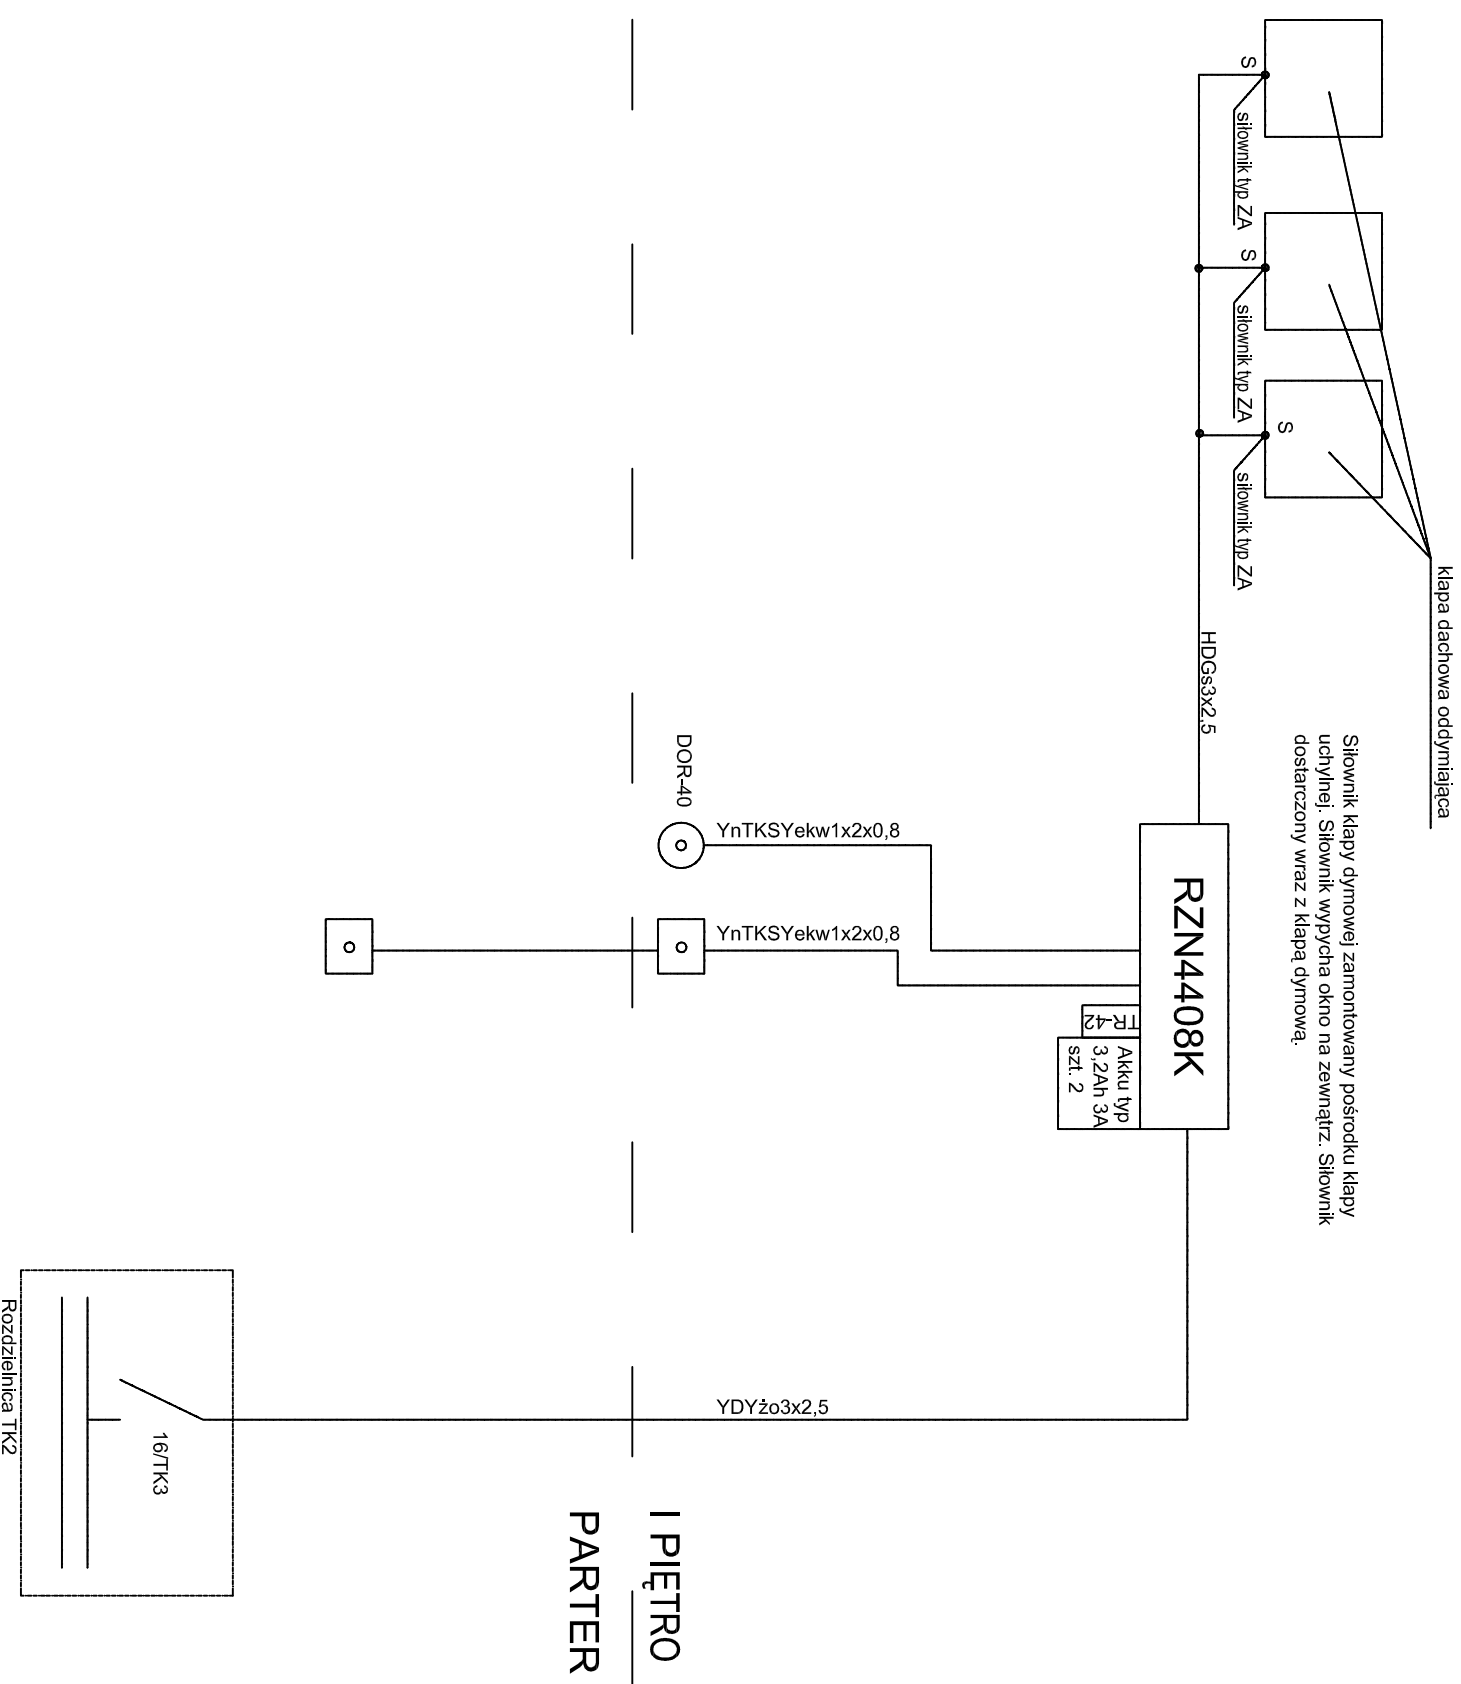 klapa dachowa oddymiająca
Siłownik klapy dymowej zamontowany pośrodku klapy
uchylnej. Siłownik wypycha okno na zewnątrz. Siłownik
dostarczony wraz z klapą dymową.
S
siłownik typ ZA
S
siłownik typ ZA
S
siłownik typ ZA
HDGs3x2,5
RZN4408K
TR-42
Akku typ
3,2Ah 3A
szt. 2
DOR-40
YnTKSYekw1x2x0,8
YnTKSYekw1x2x0,8
YDYżo3x2,5
I PIĘTRO
PARTER
16/TK3
Rozdzielnica TK2